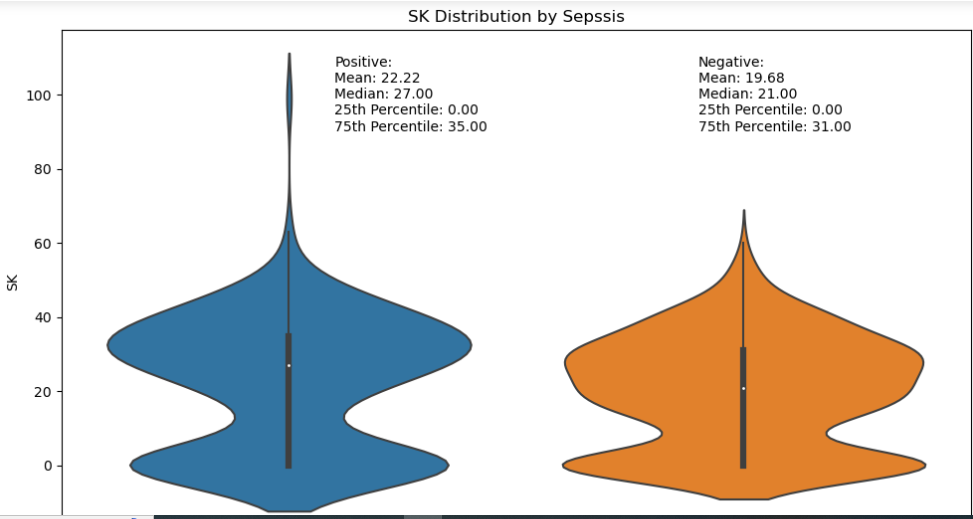 SK Distribution by Sepssis
Positive:
Mean: 22.22
Median: 27.00
25th Percentile: 0.00
75th Percentile: 35.00
Negative:
Mean: 19.68
Median: 21.00
25th Percentile: 0.00
75th Percentile: 31.00
SK
100
80
60
40
20
0